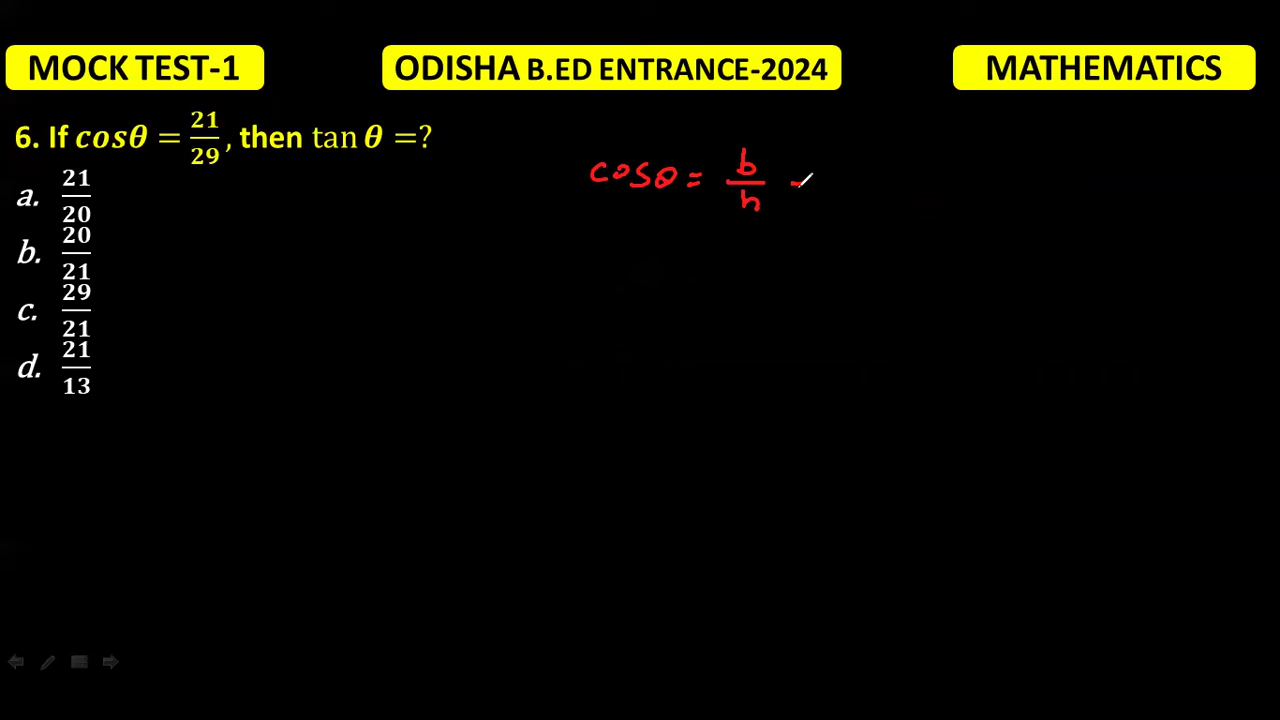 MOCK TEST-1
ODISHA B.ED ENTRANCE-2024
MATHEMATICS
6. If cosθ = 21/29, then tan θ =?
a. 21/20
b. 20/21
c. 29/21
d. 21/13
cosθ = b/h -